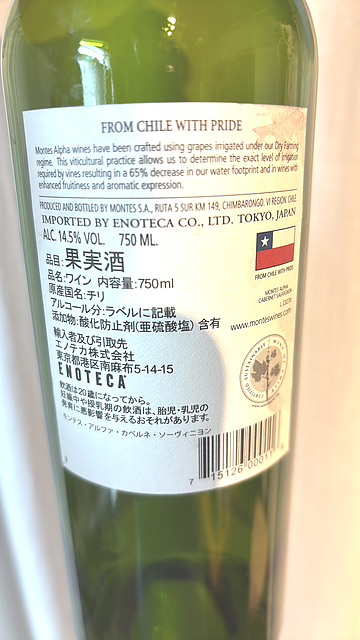 FROM CHILE WITH PRIDE
Montes Alpha wines have been crafted using grapes irrigated under our Dry Farming
regime. This viticultural practice allows us to determine the exact level of irrigation
required by vines resulting in a 65% decrease in our water footprint and in wines with
enhanced fruitiness and aromatic expression.
PRODUCED AND BOTTLED BY MONTES S.A., RUTA 5 SUR KM 149, CHIMBARONGO. VI REGION. CHILE.
IMPORTED BY ENOTECA CO., LTD. TOKYO, JAPAN
ALC. 14.5% VOL. 750 ML.
品目:果実酒
品名:ワイン 内容量:750ml
原産国名:チリ
アルコール分:ラベルに記載
添加物:酸化防止剤(亜硫酸塩)含有
輸入者及び引取先
エノテカ株式会社
東京都港区南麻布5-14-15
ENOTECA
飲酒は20歳になってから。
妊娠中や授乳期の飲酒は、胎児・乳児の
発育に悪影響を与えるおそれがあります。
モンテス・アルファ・カベルネ・ソーヴィニヨン
FROM CHILE WITH PRIDE
MONTES ALPHA
CABERNET SAUVIGNON
www.monteswines.com
7 15126 00011